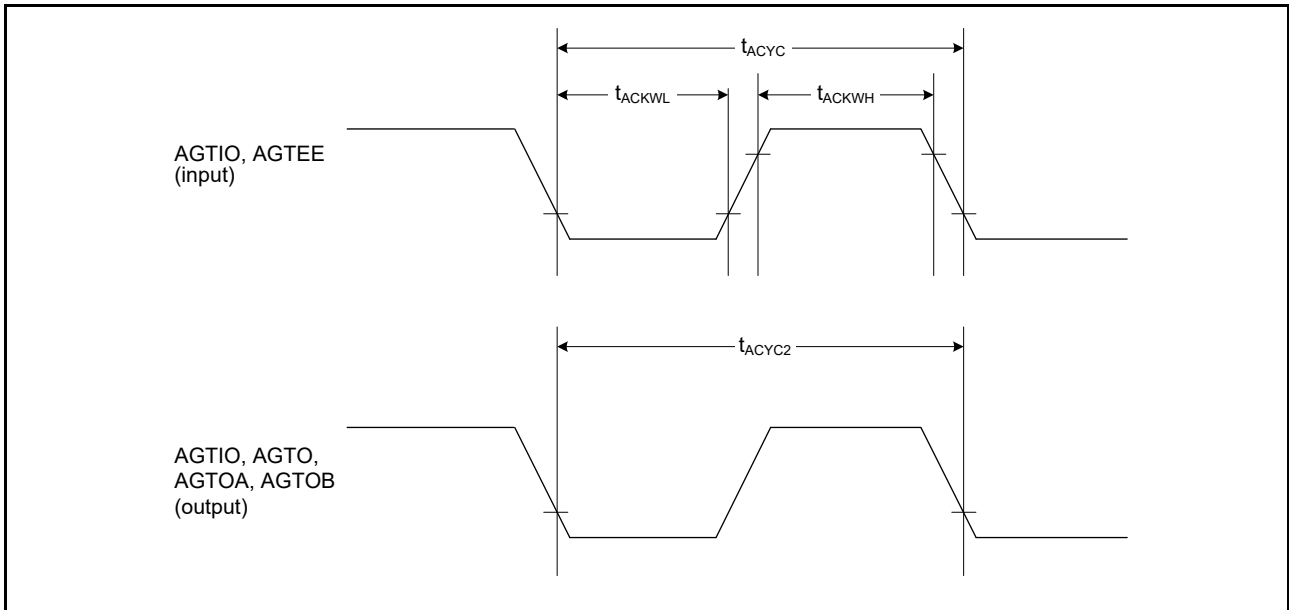 tACYC
tACKWL
tACKWH
AGTIO, AGTEE
(input)
tACYC2
AGTIO, AGTO,
AGTOA, AGTOB
(output)